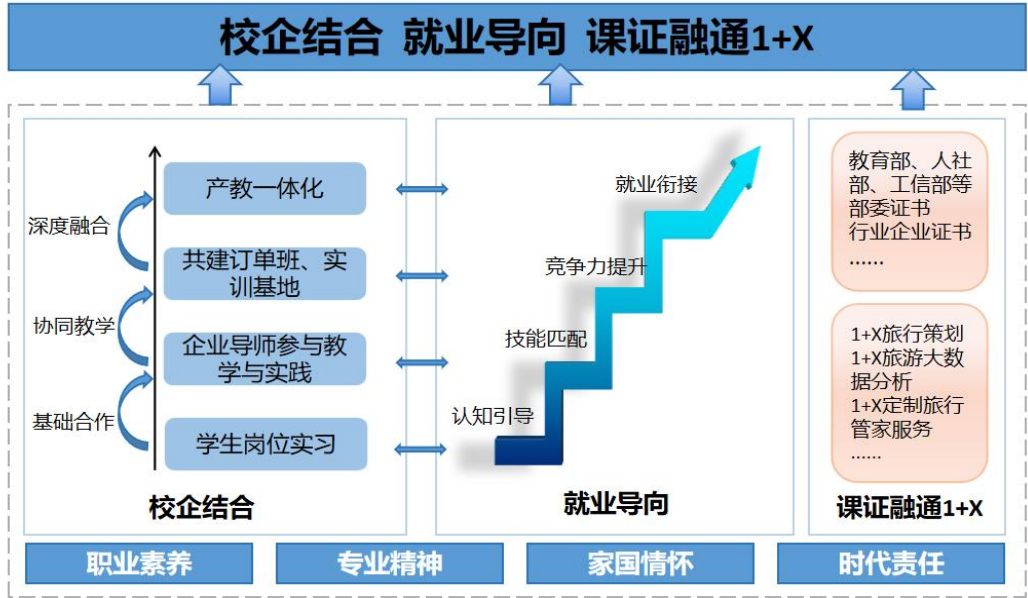 校企结合 就业导向 课证融通1+X
深度融合
协同教学
基础合作
产教一体化
共建订单班、实
训基地
企业导师参与教
学与实践
学生岗位实习
校企结合
就业衔接
竞争力提升
技能匹配
认知引导
就业导向
教育部、人社
部、工信部等
部委证书
行业企业证书
......
1+X旅行策划
1+X旅游大数
据分析
1+X定制旅行
管家服务
......
课证融通1+X
职业素养
专业精神
家国情怀
时代责任